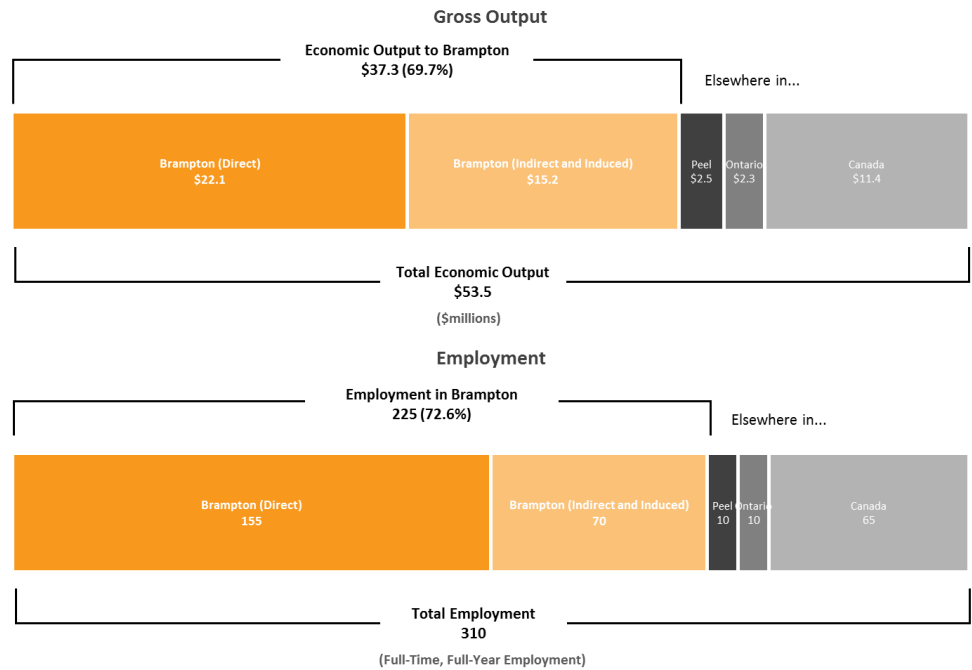 Gross Output
Economic Output to Brampton
$37.3 (69.7%)
Elsewhere in...
Brampton (Direct)
$22.1
Brampton (Indirect and Induced)
$15.2
Peel
$2.5
Ontario
$2.3
Canada
$11.4
Total Economic Output
$53.5
($millions)
Employment
Employment in Brampton
225 (72.6%)
Elsewhere in...
Brampton (Direct)
155
Brampton (Indirect and Induced)
70
Peel
10
Ontario
10
Canada
65
Total Employment
310
(Full-Time, Full-Year Employment)